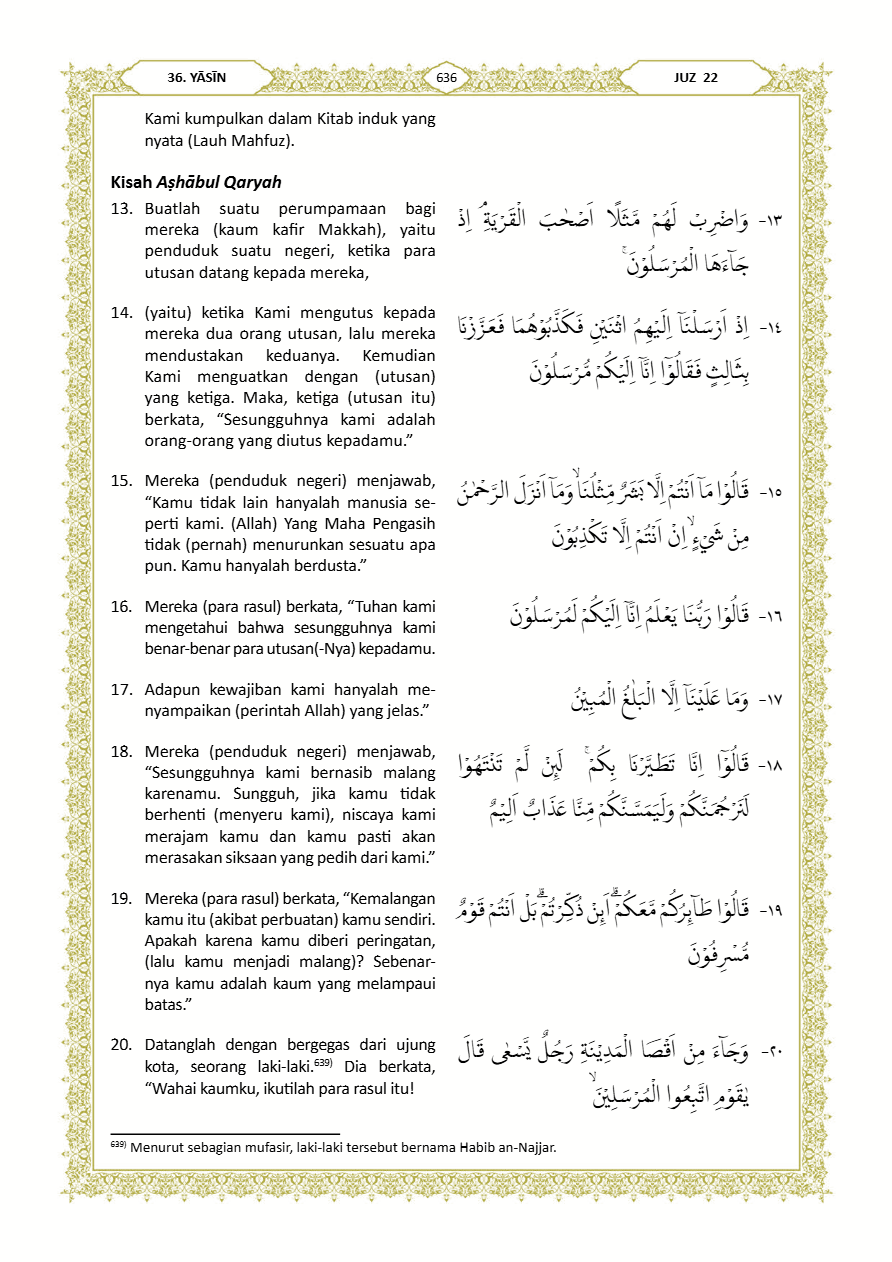 36. YĀSĪN
636
JUZ 22
Kami kumpulkan dalam Kitab induk yang
nyata (Lauh Mahfuz).
Kisah Aṣḥābul Qaryah
13. Buatlah suatu perumpamaan bagi
mereka (kaum kafir Makkah), yaitu
penduduk suatu negeri, ketika para
utusan datang kepada mereka,
١٣- وَاضْرِبْ لَهُمْ مَّثَلًا اَصْحٰبَ الْقَرْيَةِۘ اِذْ
جَاۤءَهَا الْمُرْسَلُوْنَۚ
14. (yaitu) ketika Kami mengutus kepada
mereka dua orang utusan, lalu mereka
mendustakan keduanya. Kemudian
Kami menguatkan dengan (utusan)
yang ketiga. Maka, ketiga (utusan itu)
berkata, “Sesungguhnya kami adalah
orang-orang yang diutus kepadamu.”
١٤- اِذْ اَرْسَلْنَآ اِلَيْهِمُ اثْنَيْنِ فَكَذَّبُوْهُمَا فَعَزَّزْنَا
بِثَالِثٍ فَقَالُوْٓا اِنَّآ اِلَيْكُمْ مُّرْسَلُوْنَ
15. Mereka (penduduk negeri) menjawab,
“Kamu tidak lain hanyalah manusia se-
perti kami. (Allah) Yang Maha Pengasih
tidak (pernah) menurunkan sesuatu apa
pun. Kamu hanyalah berdusta.”
١٥- قَالُوْا مَآ اَنْتُمْ اِلَّا بَشَرٌ مِّثْلُنَاۙ وَمَآ اَنْزَلَ الرَّحْمٰنُ
مِنْ شَيْءٍۙ اِنْ اَنْتُمْ اِلَّا تَكْذِبُوْنَ
16. Mereka (para rasul) berkata, “Tuhan kami
mengetahui bahwa sesungguhnya kami
benar-benar para utusan(-Nya) kepadamu.
١٦- قَالُوْا رَبُّنَا يَعْلَمُ اِنَّآ اِلَيْكُمْ لَمُرْسَلُوْنَ
17. Adapun kewajiban kami hanyalah me-
nyampaikan (perintah Allah) yang jelas.”
١٧- وَمَا عَلَيْنَآ اِلَّا الْبَلٰغُ الْمُبِيْنُ
18. Mereka (penduduk negeri) menjawab,
“Sesungguhnya kami bernasib malang
karenamu. Sungguh, jika kamu tidak
berhenti (menyeru kami), niscaya kami
merajam kamu dan kamu pasti akan
merasakan siksaan yang pedih dari kami.”
١٨- قَالُوْٓا اِنَّا تَطَيَّرْنَا بِكُمْۚ لَىِٕنْ لَّمْ تَنْتَهُوْا
لَنَرْجُمَنَّكُمْ وَلَيَمَسَّنَّكُمْ مِّنَّا عَذَابٌ اَلِيْمٌ
19. Mereka (para rasul) berkata, “Kemalangan
kamu itu (akibat perbuatan) kamu sendiri.
Apakah karena kamu diberi peringatan,
(lalu kamu menjadi malang)? Sebenar-
nya kamu adalah kaum yang melampaui
batas.”
١٩- قَالُوْا طَاۤىِٕرُكُمْ مَّعَكُمْۗ اَىِٕنْ ذُكِّرْتُمْۗ بَلْ اَنْتُمْ قَوْمٌ
مُّسْرِفُوْنَ
20. Datanglah dengan bergegas dari ujung
kota, seorang laki-laki.639) Dia berkata,
“Wahai kaumku, ikutilah para rasul itu!
٢٠- وَجَاۤءَ مِنْ اَقْصَا الْمَدِيْنَةِ رَجُلٌ يَّسْعٰى قَالَ
يٰقَوْمِ اتَّبِعُوا الْمُرْسَلِيْنَۙ
639) Menurut sebagian mufasir, laki-laki tersebut bernama Habib an-Najjar.